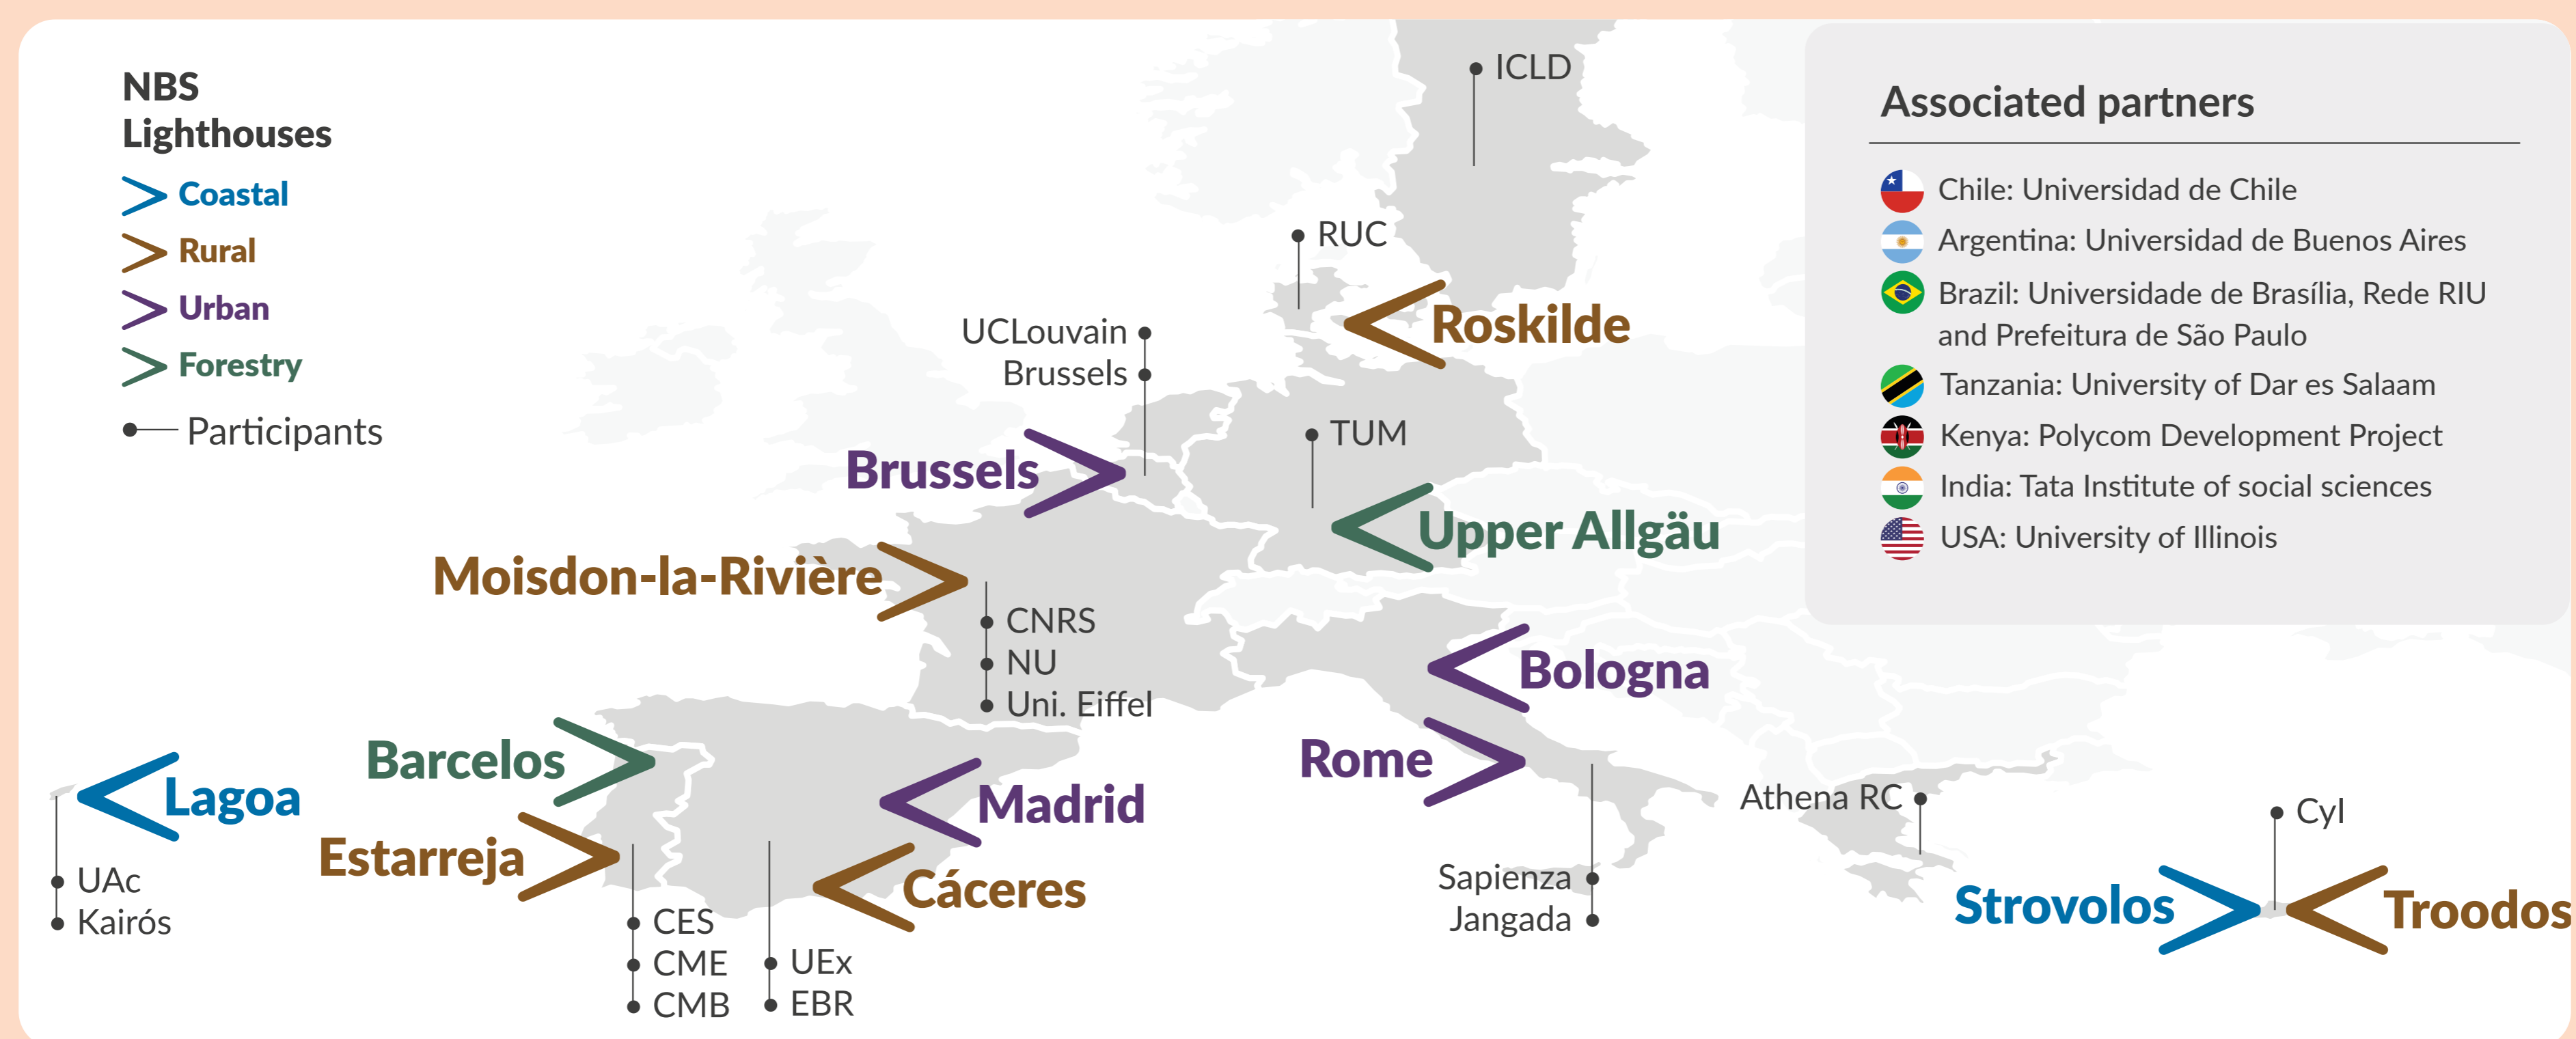 NBS
Lighthouses
Coastal
Rural
Urban
Forestry
Participants
ICLD
RUC
Roskilde
UCLouvain
Brussels
TUM
Brussels
Upper Allgäu
Moisdon-la-Rivière
CNRS
NU
Uni. Eiffel
Bologna
Rome
Barcelos
Lagoa
Madrid
Estarreja
Cáceres
UAc
Kairós
CES
CME
CMB
UEx
EBR
Sapienza
Jangada
Athena RC
CyI
Strovolos
Troodos
Associated partners
Chile: Universidad de Chile
Argentina: Universidad de Buenos Aires
Brazil: Universidade de Brasília, Rede RIU
and Prefeitura de São Paulo
Tanzania: University of Dar es Salaam
Kenya: Polycom Development Project
India: Tata Institute of social sciences
USA: University of Illinois